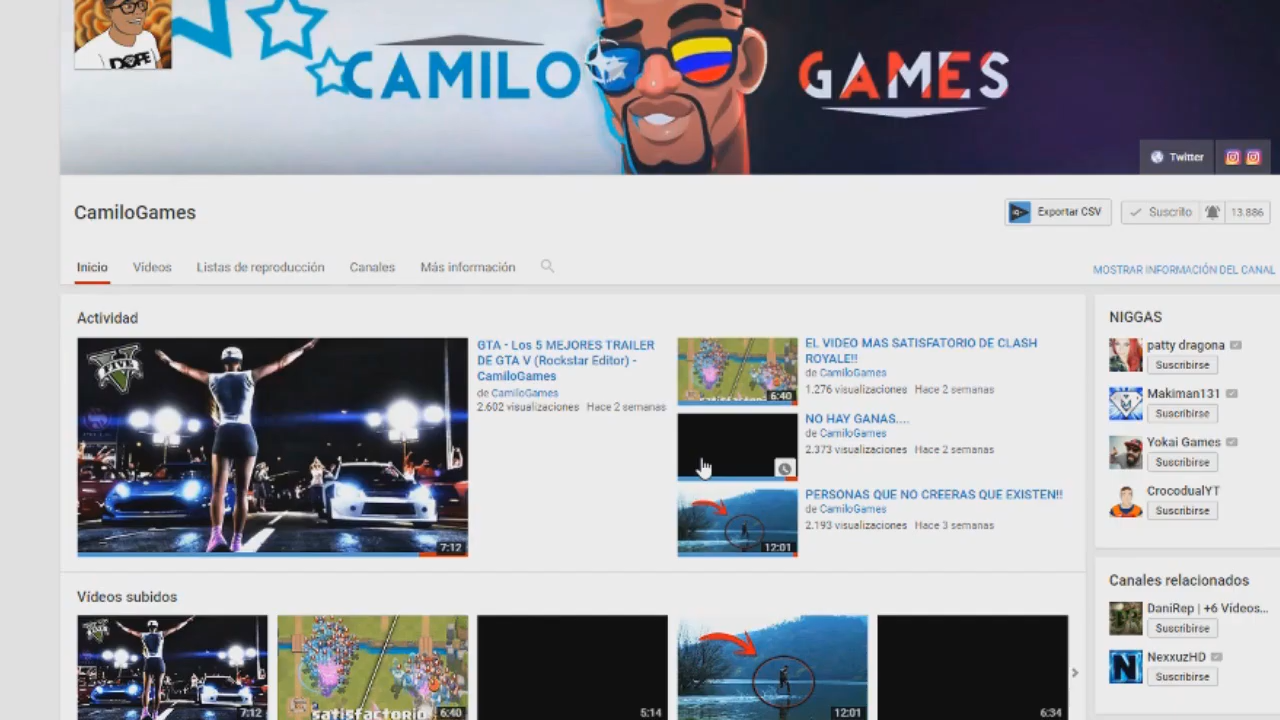 DOPE
CAMILO
GAMES
Twitter
CamiloGames
Exportar CSV
Suscrito
13.886
Inicio
Vídeos
Listas de reproducción
Canales
Más información
MOSTRAR INFORMACIÓN DEL CANAL
Actividad
V
FIVE
7:12
GTA - Los 5 MEJORES TRAILER
DE GTA V (Rockstar Editor) -
CamiloGames
de CamiloGames
2.602 visualizaciones Hace 2 semanas
6:40
EL VIDEO MAS SATISFATORIO DE CLASH
ROYALE!!
de CamiloGames
1.276 visualizaciones Hace 2 semanas
NO HAY GANAS....
de CamiloGames
2.373 visualizaciones Hace 2 semanas
12:01
PERSONAS QUE NO CREERAS QUE EXISTEN!!
de CamiloGames
2.193 visualizaciones Hace 3 semanas
NIGGAS
patty dragona
Suscribirse
Makiman131
Suscribirse
Yokai Games
Suscribirse
CrocodualYT
Suscribirse
Canales relacionados
DaniRep | +6 Vídeos...
Suscribirse
N
NexxuzHD
Suscribirse
Vídeos subidos
7:12
satisfactorio
6:40
5:14
12:01
6:34